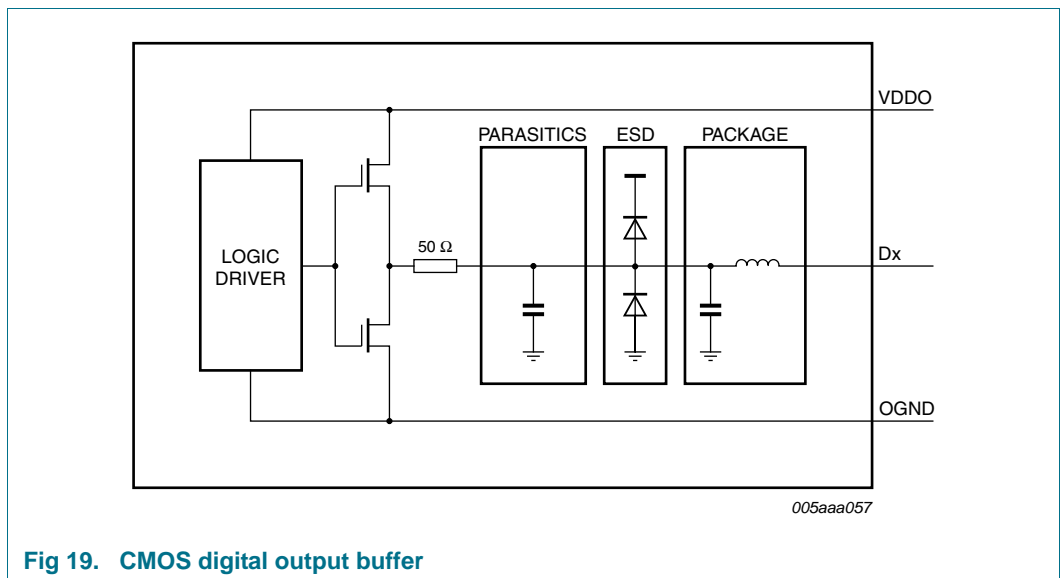 VDDO
PARASITICS ESD PACKAGE
50 Ω
LOGIC
DRIVER
Dx
OGND
005aaa057
Fig 19. CMOS digital output buffer